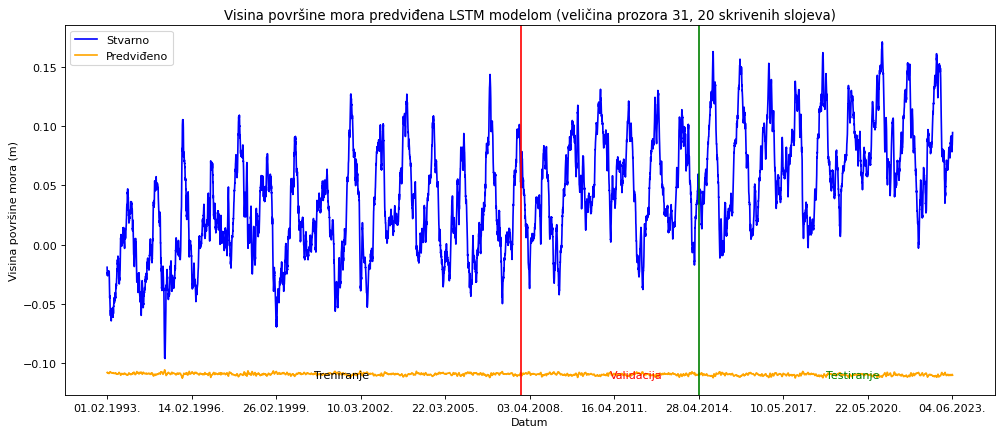 Visina površine mora predviđena LSTM modelom (veličina prozora 31, 20 skrivenih slojeva)
Stvarno
Predviđeno
Visina površine mora (m)
0.15
0.10
0.05
0.00
−0.05
−0.10
Treniranje
Validacija
Testiranje
01.02.1993.
14.02.1996.
26.02.1999.
10.03.2002.
22.03.2005.
03.04.2008.
16.04.2011.
28.04.2014.
10.05.2017.
22.05.2020.
04.06.2023.
Datum